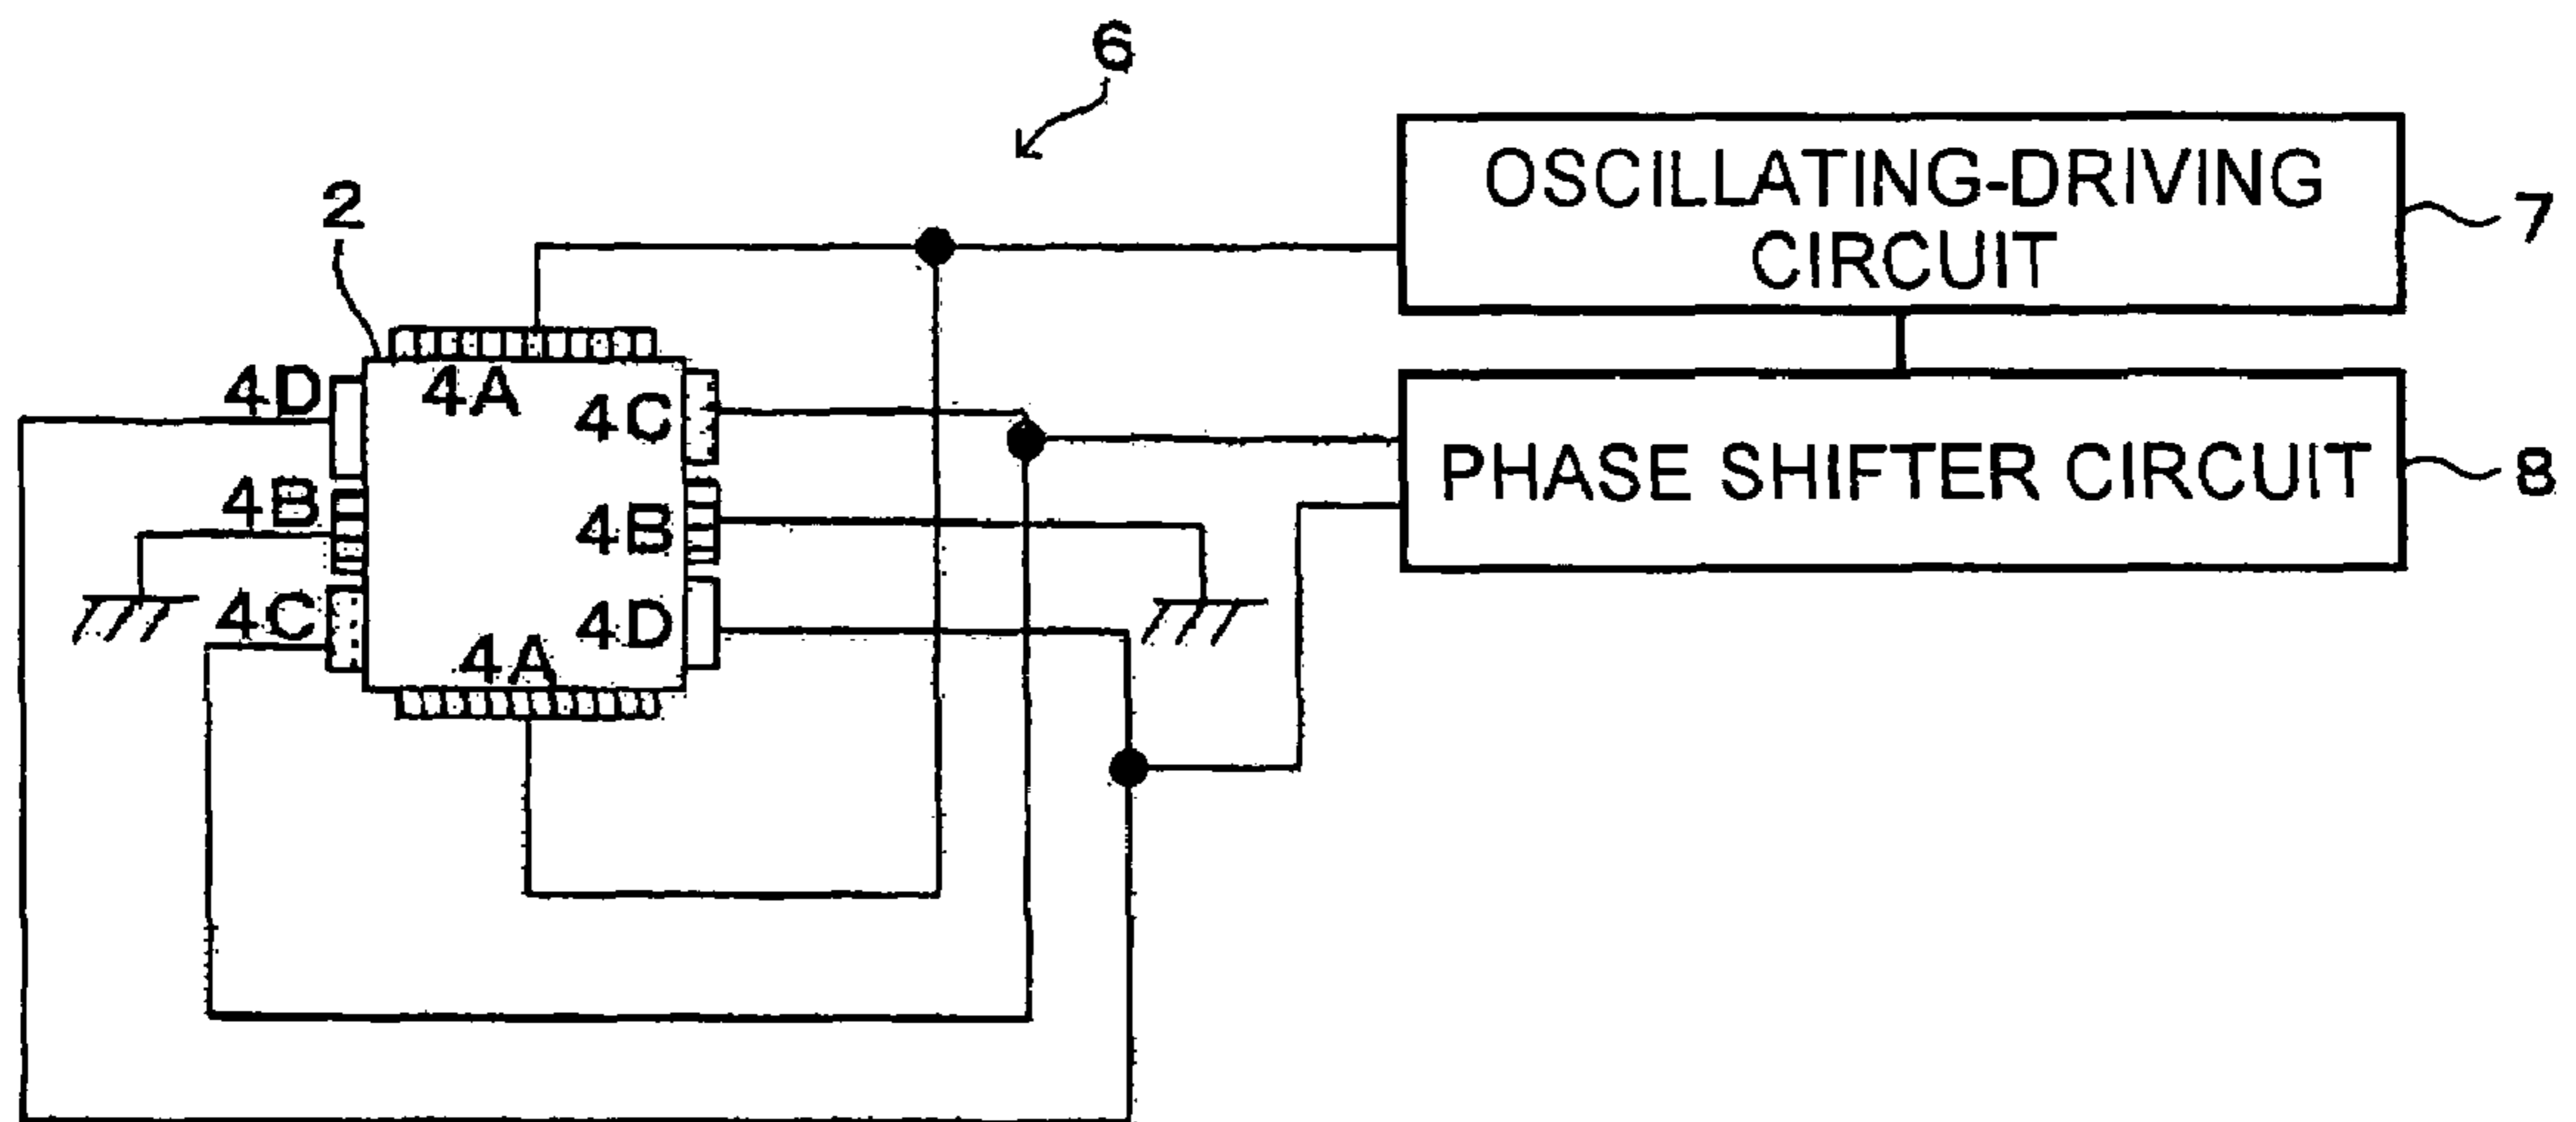 6
OSCILLATING-DRIVING
CIRCUIT
7
2
4D
4A
4C
PHASE SHIFTER CIRCUIT
8
4B
4B
4C
4D
4A